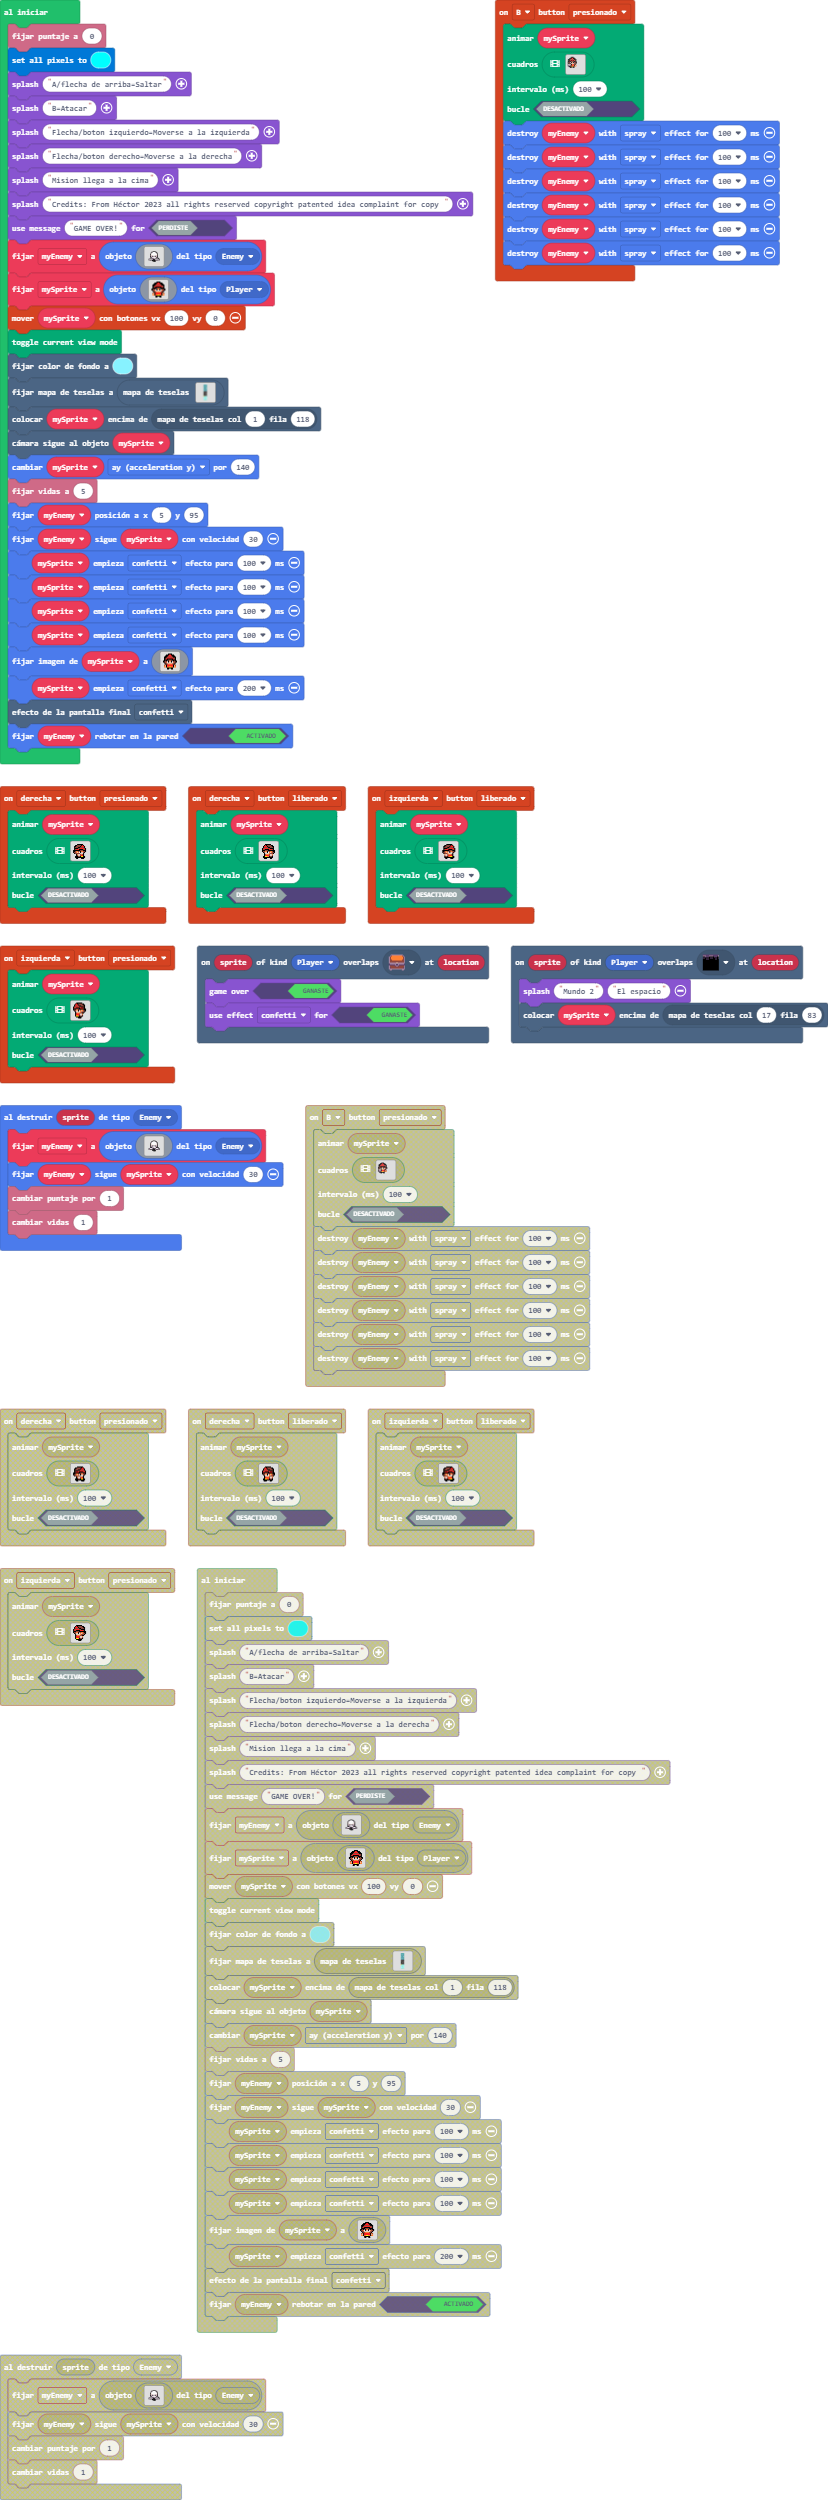 al iniciar
fijar puntaje a 0
set all pixels to
splash "A/flecha de arriba=Saltar"
splash "B=Atacar"
splash "Flecha/boton izquierdo=Moverse a la izquierda"
splash "Flecha/boton derecho=Moverse a la derecha"
splash "Mision llega a la cima"
splash "Credits: From Héctor 2023 all rights reserved copyright patented idea complaint for copy "
use message "GAME OVER!" for PERDISTE
fijar myEnemy a objeto del tipo Enemy
fijar mySprite a objeto del tipo Player
mover mySprite con botones vx 100 vy 0
toggle current view mode
fijar color de fondo a
fijar mapa de teselas a mapa de teselas
colocar mySprite encima de mapa de teselas col 1 fila 118
cámara sigue al objeto mySprite
cambiar mySprite ay (acceleration y) por 140
fijar vidas a 5
fijar myEnemy posición a x 5 y 95
fijar myEnemy sigue mySprite con velocidad 30
mySprite empieza confetti efecto para 100 ms
mySprite empieza confetti efecto para 100 ms
mySprite empieza confetti efecto para 100 ms
mySprite empieza confetti efecto para 100 ms
fijar imagen de mySprite a
mySprite empieza confetti efecto para 200 ms
efecto de la pantalla final confetti
fijar myEnemy rebotar en la pared ACTIVADO
on B button presionado
animar mySprite
cuadros
intervalo (ms) 100
bucle DESACTIVADO
destroy myEnemy with spray effect for 100 ms
destroy myEnemy with spray effect for 100 ms
destroy myEnemy with spray effect for 100 ms
destroy myEnemy with spray effect for 100 ms
destroy myEnemy with spray effect for 100 ms
destroy myEnemy with spray effect for 100 ms
on derecha button presionado
animar mySprite
cuadros
intervalo (ms) 100
bucle DESACTIVADO
on derecha button liberado
animar mySprite
cuadros
intervalo (ms) 100
bucle DESACTIVADO
on izquierda button liberado
animar mySprite
cuadros
intervalo (ms) 100
bucle DESACTIVADO
on izquierda button presionado
animar mySprite
cuadros
intervalo (ms) 100
bucle DESACTIVADO
on sprite of kind Player overlaps at location
game over GANASTE
use effect confetti for GANASTE
on sprite of kind Player overlaps at location
splash "Mundo 2" "El espacio"
colocar mySprite encima de mapa de teselas col 17 fila 83
al destruir sprite de tipo Enemy
fijar myEnemy a objeto del tipo Enemy
fijar myEnemy sigue mySprite con velocidad 30
cambiar puntaje por 1
cambiar vidas 1
on B button presionado
animar mySprite
cuadros
intervalo (ms) 100
bucle DESACTIVADO
destroy myEnemy with spray effect for 100 ms
destroy myEnemy with spray effect for 100 ms
destroy myEnemy with spray effect for 100 ms
destroy myEnemy with spray effect for 100 ms
destroy myEnemy with spray effect for 100 ms
destroy myEnemy with spray effect for 100 ms
on derecha button presionado
animar mySprite
cuadros
intervalo (ms) 100
bucle DESACTIVADO
on derecha button liberado
animar mySprite
cuadros
intervalo (ms) 100
bucle DESACTIVADO
on izquierda button liberado
animar mySprite
cuadros
intervalo (ms) 100
bucle DESACTIVADO
on izquierda button presionado
animar mySprite
cuadros
intervalo (ms) 100
bucle DESACTIVADO
al iniciar
fijar puntaje a 0
set all pixels to
splash "A/flecha de arriba=Saltar"
splash "B=Atacar"
splash "Flecha/boton izquierdo=Moverse a la izquierda"
splash "Flecha/boton derecho=Moverse a la derecha"
splash "Mision llega a la cima"
splash "Credits: From Héctor 2023 all rights reserved copyright patented idea complaint for copy "
use message "GAME OVER!" for PERDISTE
fijar myEnemy a objeto del tipo Enemy
fijar mySprite a objeto del tipo Player
mover mySprite con botones vx 100 vy 0
toggle current view mode
fijar color de fondo a
fijar mapa de teselas a mapa de teselas
colocar mySprite encima de mapa de teselas col 1 fila 118
cámara sigue al objeto mySprite
cambiar mySprite ay (acceleration y) por 140
fijar vidas a 5
fijar myEnemy posición a x 5 y 95
fijar myEnemy sigue mySprite con velocidad 30
mySprite empieza confetti efecto para 100 ms
mySprite empieza confetti efecto para 100 ms
mySprite empieza confetti efecto para 100 ms
mySprite empieza confetti efecto para 100 ms
fijar imagen de mySprite a
mySprite empieza confetti efecto para 200 ms
efecto de la pantalla final confetti
fijar myEnemy rebotar en la pared ACTIVADO
al destruir sprite de tipo Enemy
fijar myEnemy a objeto del tipo Enemy
fijar myEnemy sigue mySprite con velocidad 30
cambiar puntaje por 1
cambiar vidas 1